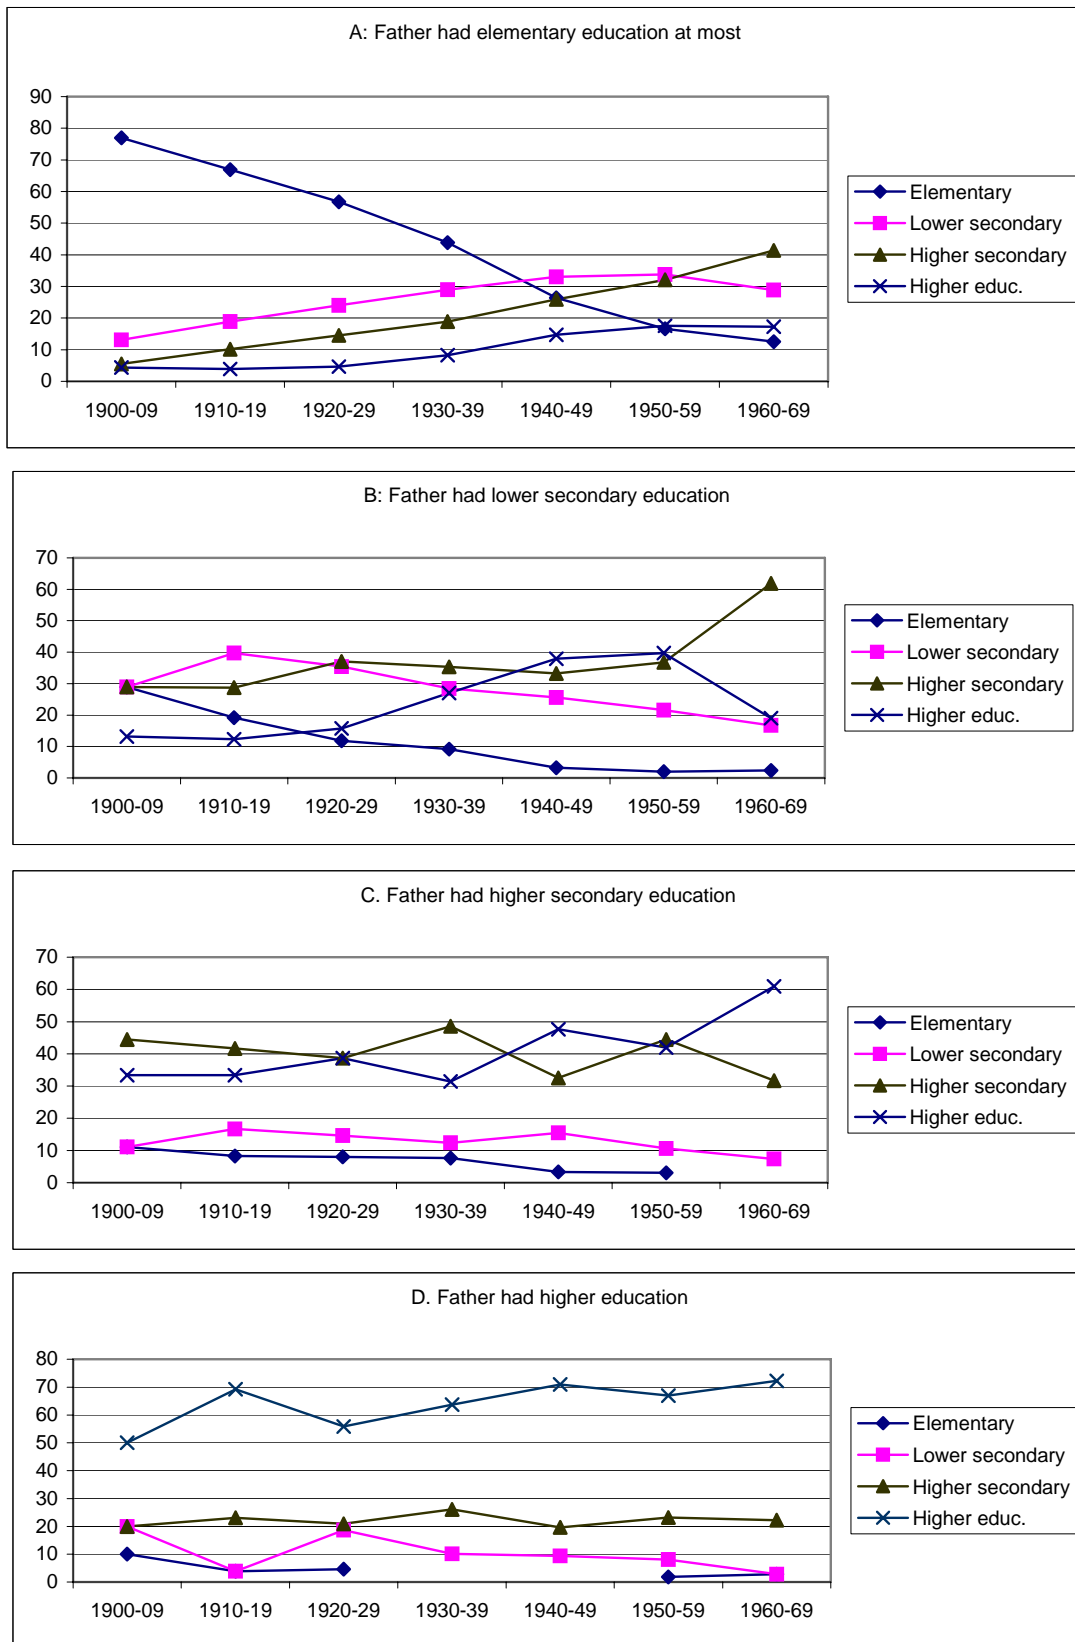 A: Father had elementary education at most
90
80
70
60
50
40
30
20
10
0
1900-09 1910-19 1920-29 1930-39 1940-49 1950-59 1960-69
Elementary
Lower secondary
Higher secondary
Higher educ.
B: Father had lower secondary education
70
60
50
40
30
20
10
0
1900-09 1910-19 1920-29 1930-39 1940-49 1950-59 1960-69
Elementary
Lower secondary
Higher secondary
Higher educ.
C. Father had higher secondary education
70
60
50
40
30
20
10
0
1900-09 1910-19 1920-29 1930-39 1940-49 1950-59 1960-69
Elementary
Lower secondary
Higher secondary
Higher educ.
D. Father had higher education
80
70
60
50
40
30
20
10
0
1900-09 1910-19 1920-29 1930-39 1940-49 1950-59 1960-69
Elementary
Lower secondary
Higher secondary
Higher educ.